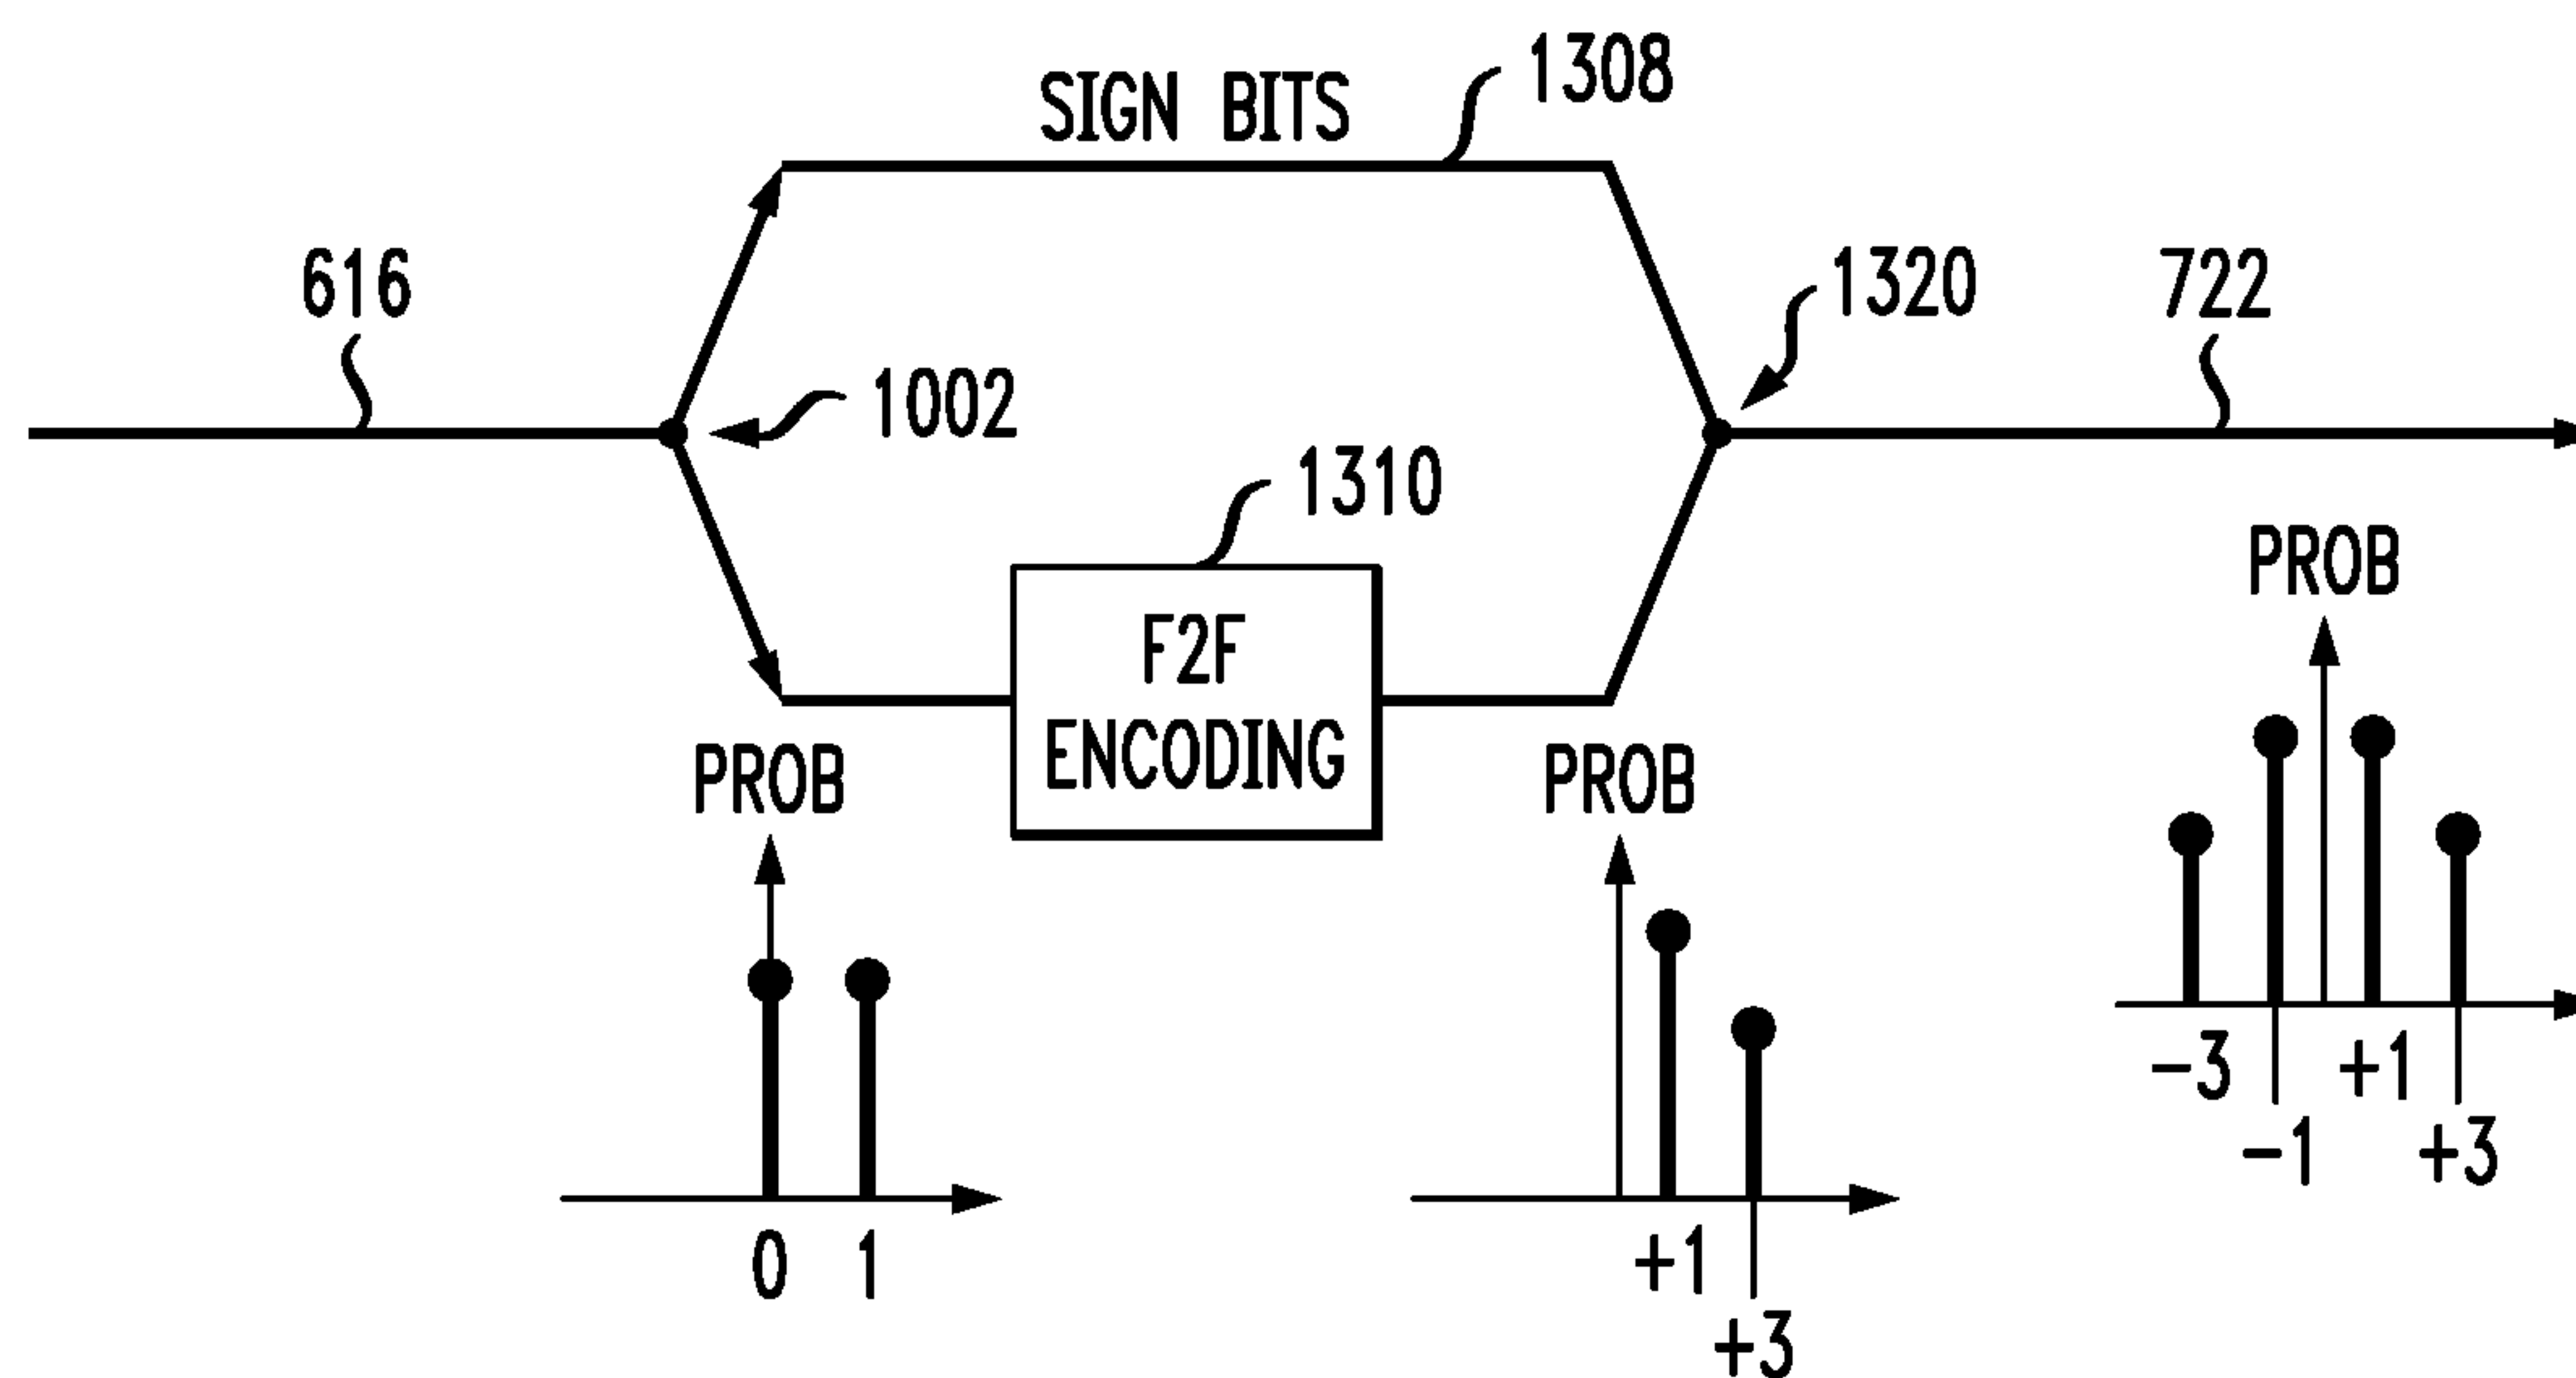 SIGN BITS
1308
616
1002
1320
722
1310
F2F
ENCODING
PROB
0 1
PROB
+1
+3
PROB
-3
-1
+1
+3